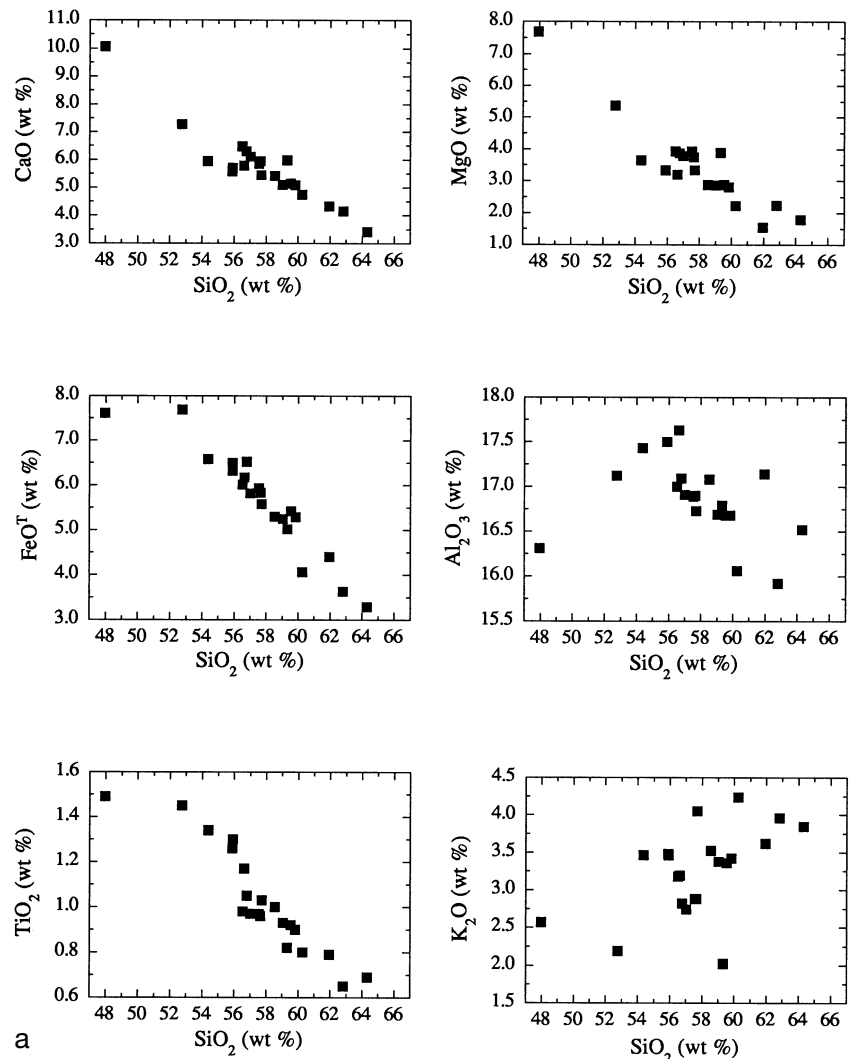 CaO (wt %)
11.0
10.0
9.0
8.0
7.0
6.0
5.0
4.0
3.0
48 50 52 54 56 58 60 62 64 66
SiO2 (wt %)
MgO (wt %)
8.0
7.0
6.0
5.0
4.0
3.0
2.0
1.0
48 50 52 54 56 58 60 62 64 66
SiO2 (wt %)
FeOT (wt %)
8.0
7.0
6.0
5.0
4.0
3.0
48 50 52 54 56 58 60 62 64 66
SiO2 (wt %)
Al2O3 (wt %)
18.0
17.5
17.0
16.5
16.0
15.5
48 50 52 54 56 58 60 62 64 66
SiO2 (wt %)
TiO2 (wt %)
1.6
1.4
1.2
1.0
0.8
0.6
48 50 52 54 56 58 60 62 64 66
SiO2 (wt %)
K2O (wt %)
4.5
4.0
3.5
3.0
2.5
2.0
1.5
48 50 52 54 56 58 60 62 64 66
SiO2 (wt %)
a